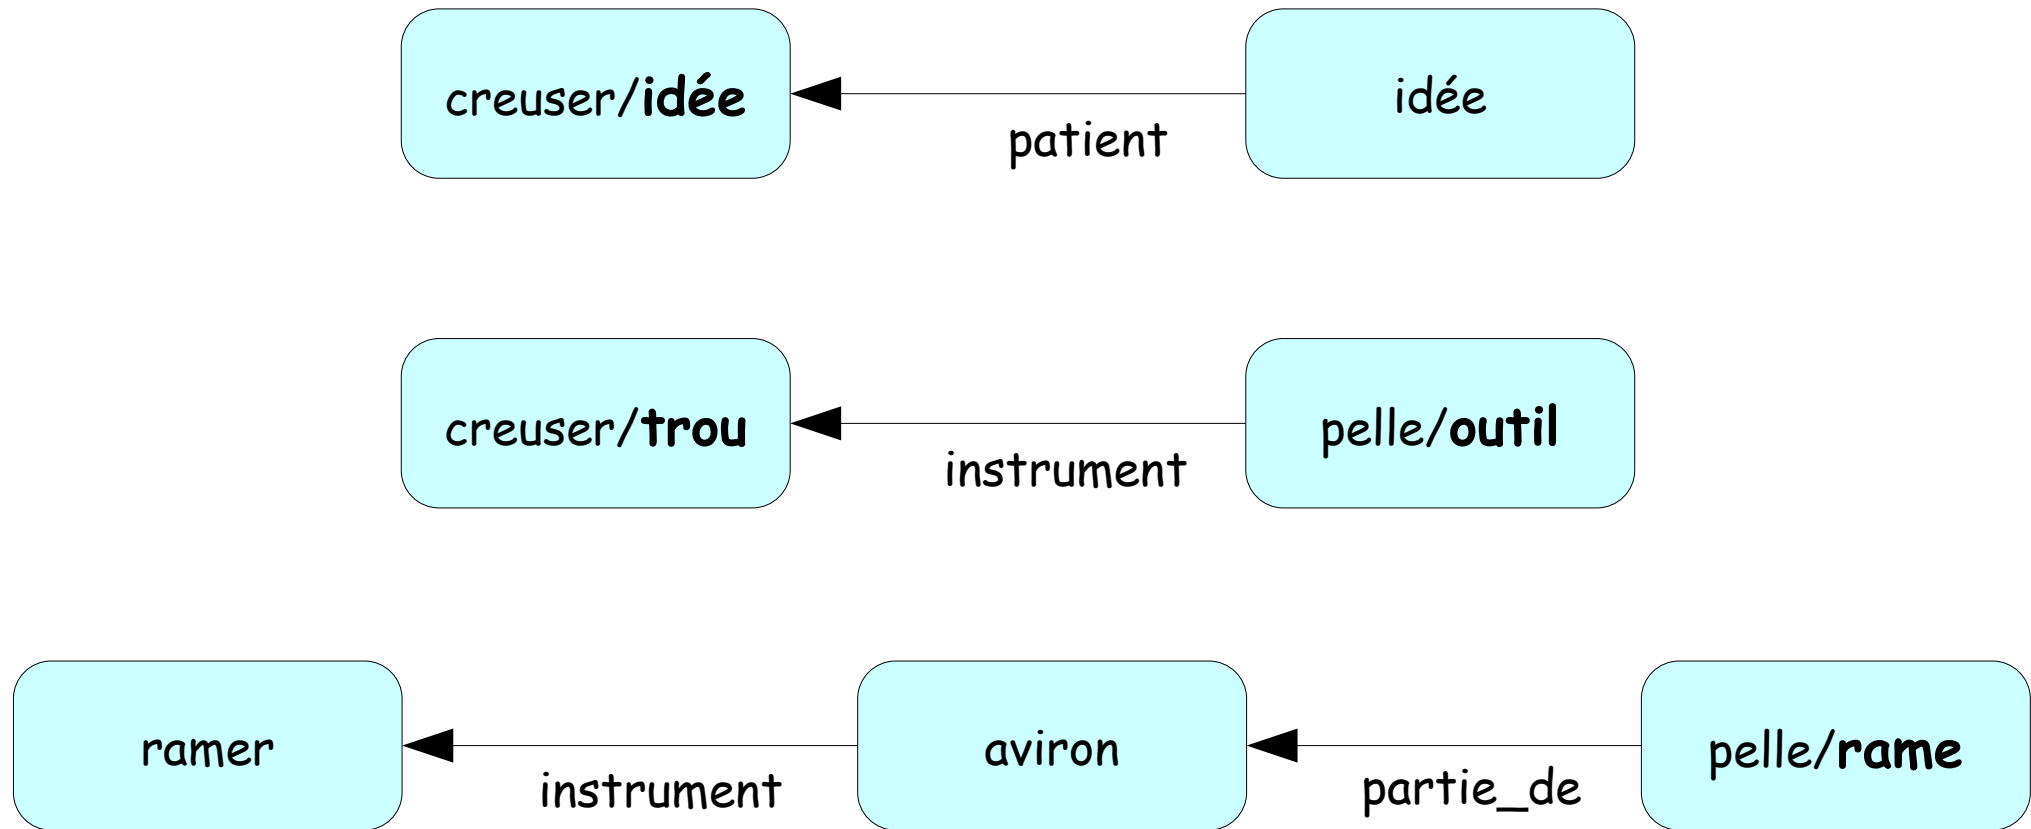 creuser/idée
patient
idée
creuser/trou
instrument
pelle/outil
ramer
instrument
aviron
partie_de
pelle/rame